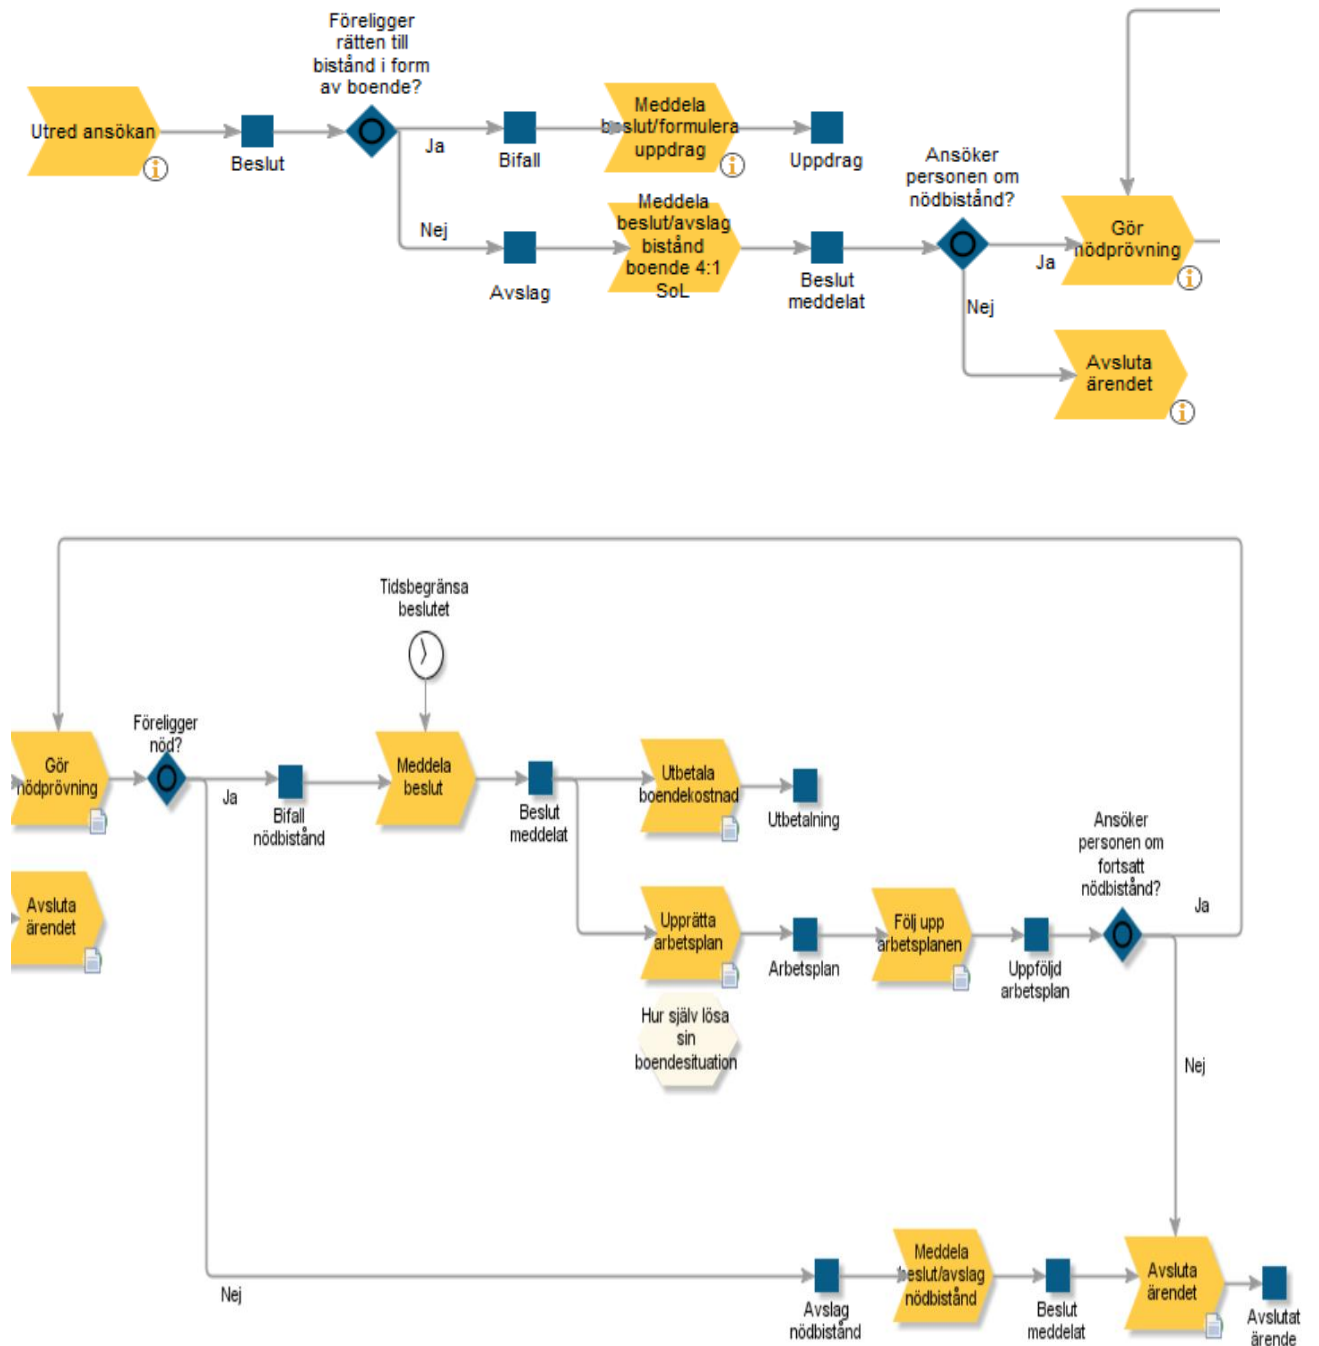 Föreligger
rätten till
bistånd i form
av boende?
Utred ansökan
Beslut
Ja
Bifall
Meddela
beslut/formulera
uppdrag
Uppdrag
Nej
Avslag
Meddela
beslut/avslag
bistånd
boende 4:1
SoL
Beslut
meddelat
Ansöker
personen om
nödbistånd?
Ja
Gör
nödprövning
Nej
Avsluta
ärendet
Tidsbegränsa
beslutet
Gör
nödprövning
Föreligger
nöd?
Ja
Bifall
nödbistånd
Meddela
beslut
Beslut
meddelat
Utbetala
boendekostnad
Utbetalning
Avsluta
ärendet
Upprätta
arbetsplan
Arbetsplan
Följ upp
arbetsplanen
Uppföljd
arbetsplan
Ansöker
personen om
fortsatt
nödbistånd?
Ja
Hur själv lösa
sin
boendesituation
Nej
Nej
Avslag
nödbistånd
Meddela
beslut/avslag
nödbistånd
Beslut
meddelat
Avsluta
ärendet
Avslutat
ärende